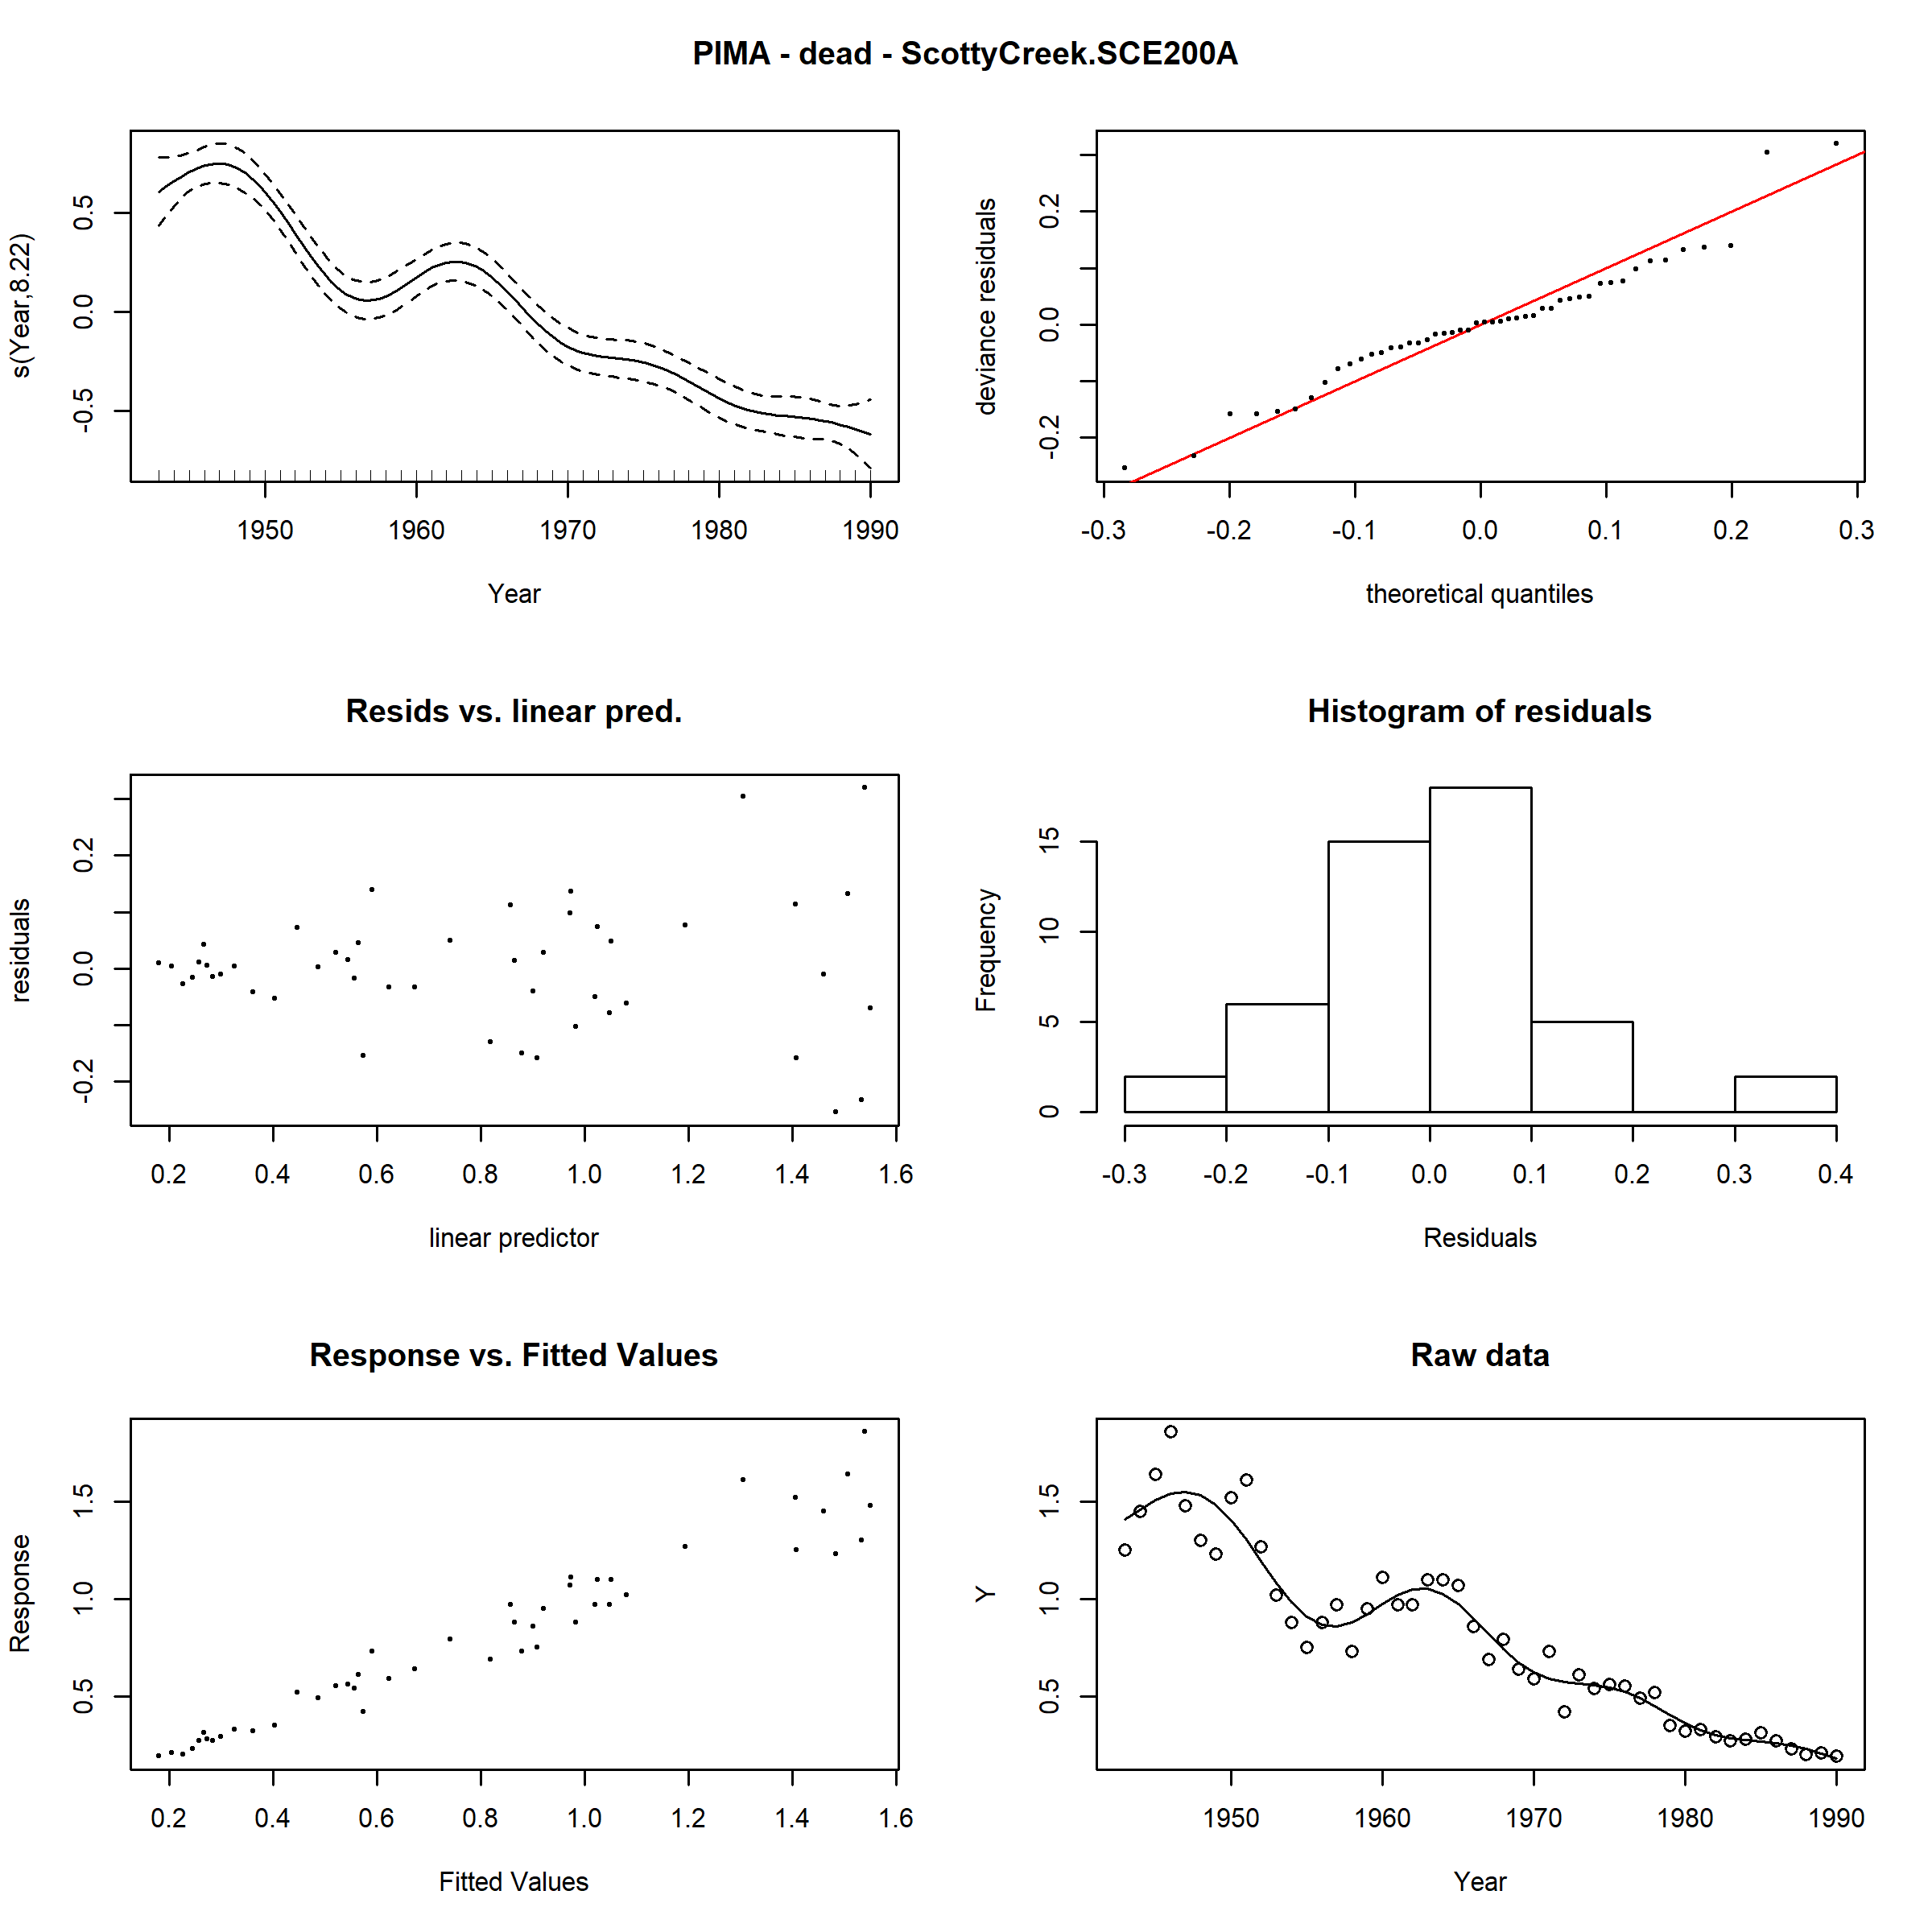 PIMA - dead - ScottyCreek.SCE200A
s(Year,8.22)
0.5
0.0
-0.5
1950 1960 1970 1980 1990
Year
deviance residuals
0.2
0.0
-0.2
-0.3 -0.2 -0.1 0.0 0.1 0.2 0.3
theoretical quantiles
Resids vs. linear pred.
residuals
0.2
0.0
-0.2
0.2 0.4 0.6 0.8 1.0 1.2 1.4 1.6
linear predictor
Histogram of residuals
Frequency
15
10
5
0
-0.3 -0.2 -0.1 0.0 0.1 0.2 0.3 0.4
Residuals
Response vs. Fitted Values
Response
1.5
1.0
0.5
0.2 0.4 0.6 0.8 1.0 1.2 1.4 1.6
Fitted Values
Raw data
Y
1.5
1.0
0.5
1950 1960 1970 1980 1990
Year